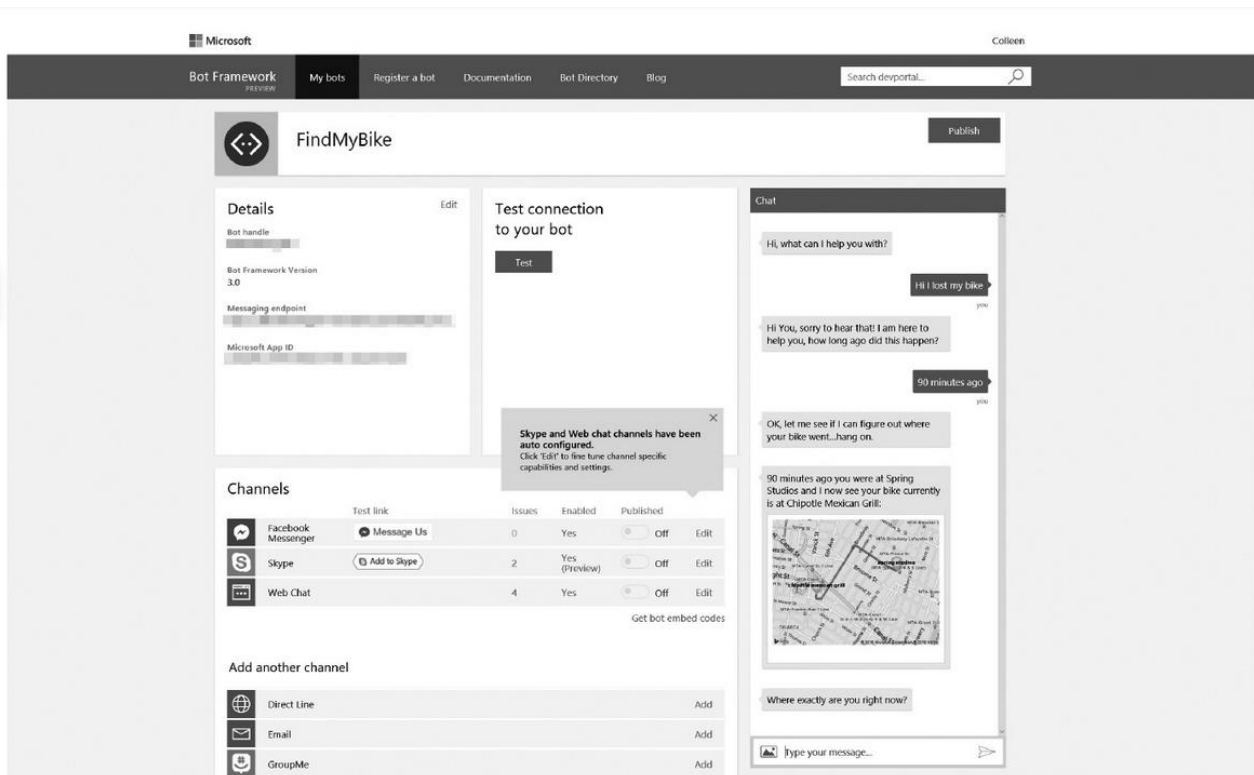 Microsoft
Colleen
Bot Framework
PREVIEW
My bots
Register a bot
Documentation
Bot Directory
Blog
Search devportal...
FindMyBike
Publish
Details
Edit
Bot handle
Bot Framework Version
3.0
Messaging endpoint
Microsoft App ID
Test connection
to your bot
Test
Skype and Web chat channels have been
auto configured.
Click 'Edit' to fine tune channel specific
capabilities and settings.
Channels
Test link Issues Enabled Published
Facebook
Messenger
Message Us
0 Yes Off Edit
Skype
Add to Skype
2 Yes
(Preview)
Off Edit
Web Chat 4 Yes Off Edit
Get bot embed codes
Add another channel
Direct Line Add
Email Add
GroupMe Add
Chat
Hi, what can I help you with?
Hi I lost my bike
you
Hi You, sorry to hear that! I am here to
help you, how long ago did this happen?
90 minutes ago
you
OK, let me see if I can figure out where
your bike went...hang on.
90 minutes ago you were at Spring
Studios and I now see your bike currently
is at Chipotle Mexican Grill:
spring studios
chipotle mexican grill
Where exactly are you right now?
Type your message...